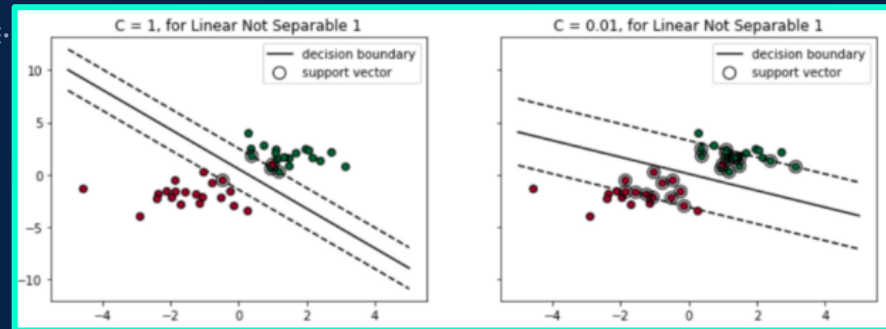 C = 1, for Linear Not Separable 1
decision boundary
support vector
10
5
0
−5
−10
−4
−2
0
2
4
C = 0.01, for Linear Not Separable 1
decision boundary
support vector
−4
−2
0
2
4